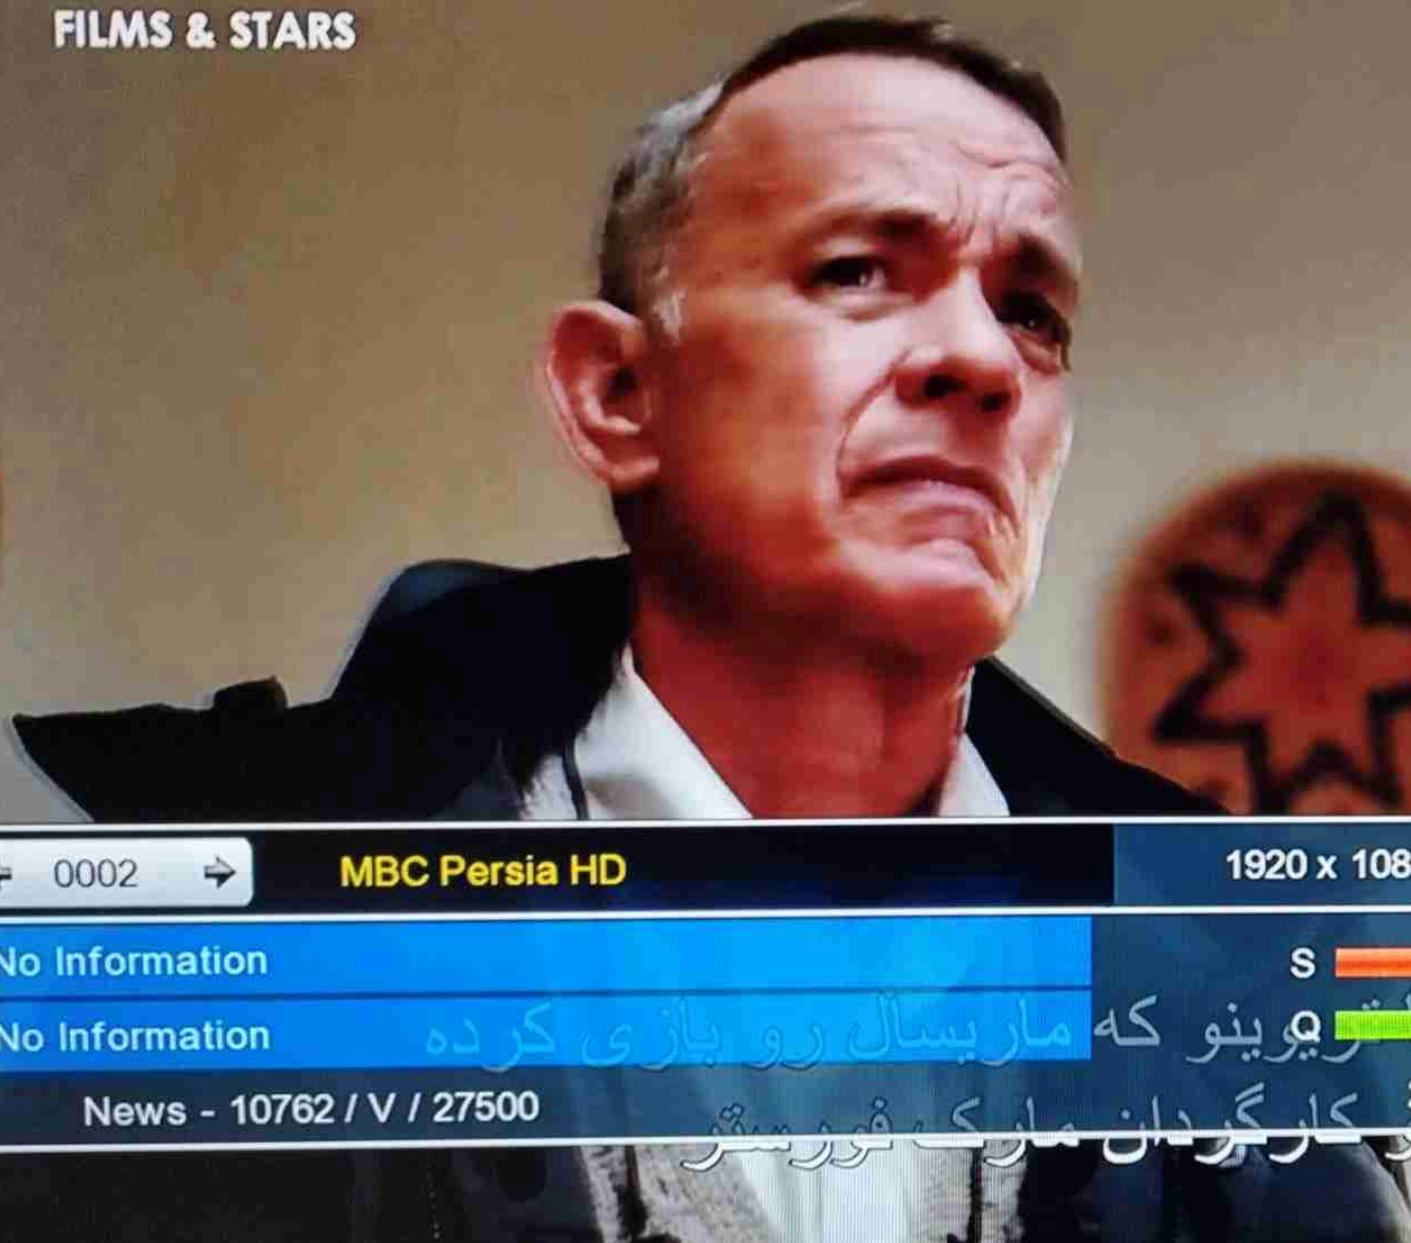 FILMS & STARS
0002
MBC Persia HD
1920 x 108
No Information
S
No Information
Q
تریوینو که ماریسال رو بازی کرده
News - 10762 / V / 27500
کارگردان مارک فورستر